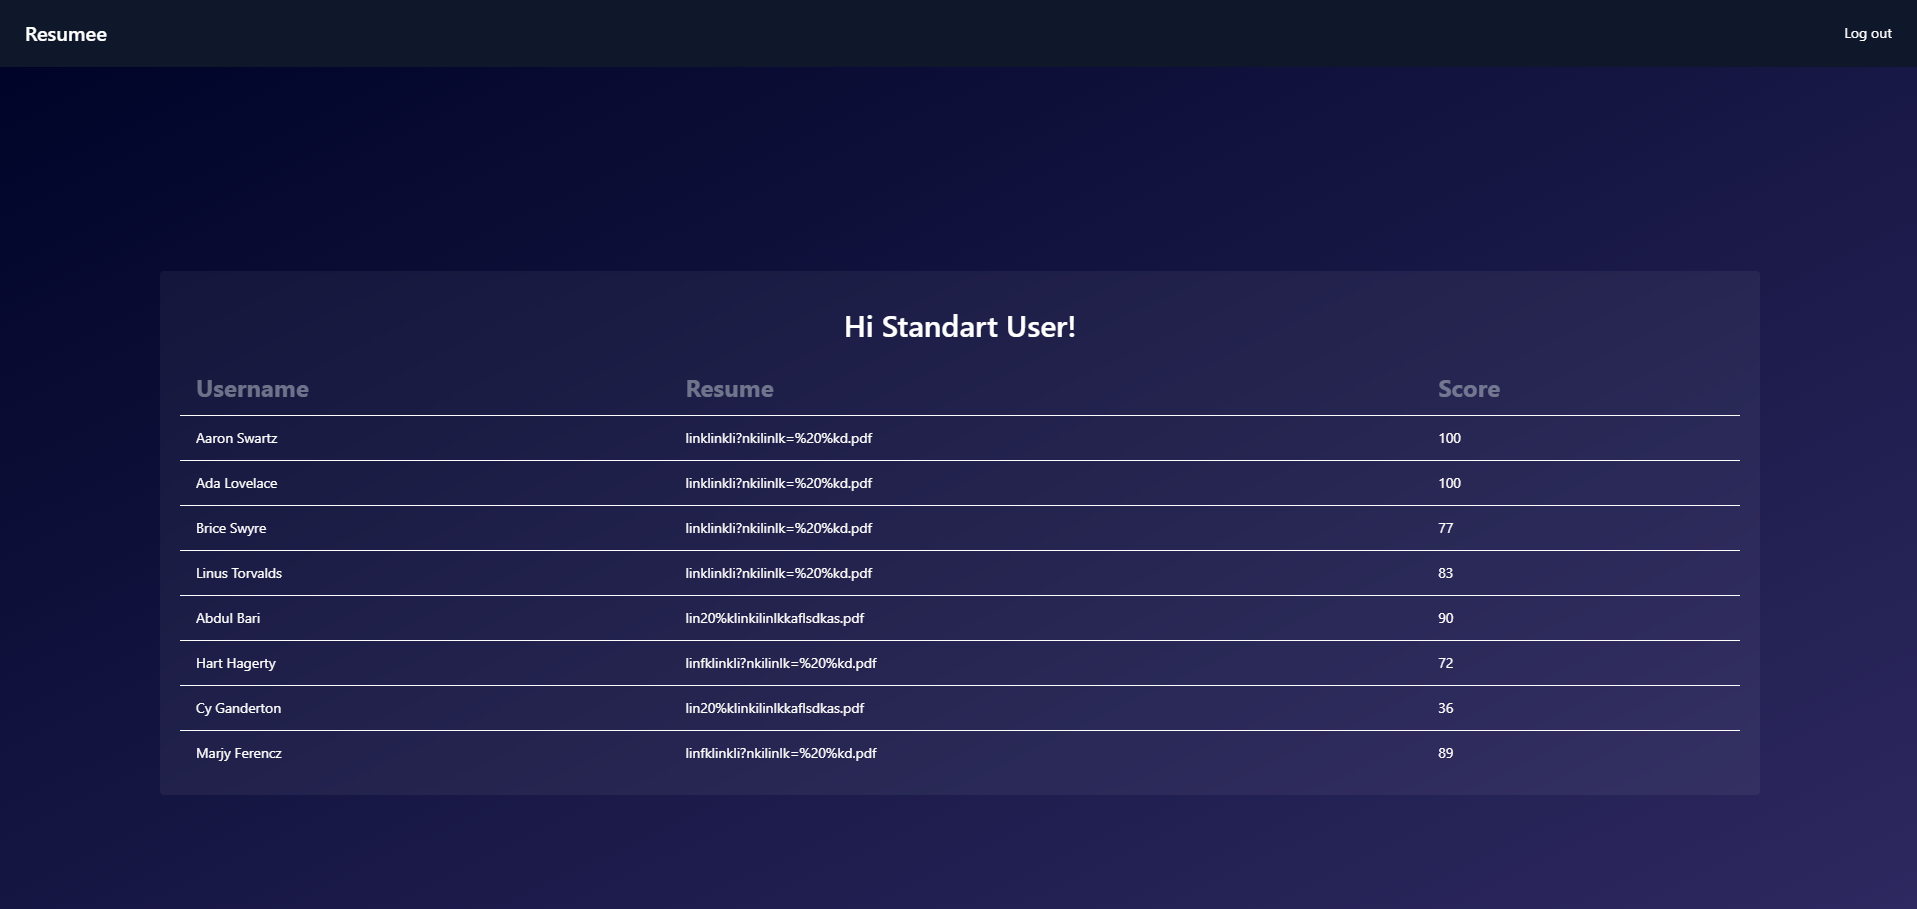 Resumee Log out
Hi Standart User!
Username Resume Score
Aaron Swartz linklinkli?nkilinlk=%20%kd.pdf 100
Ada Lovelace linklinkli?nkilinlk=%20%kd.pdf 100
Brice Swyre linklinkli?nkilinlk=%20%kd.pdf 77
Linus Torvalds linklinkli?nkilinlk=%20%kd.pdf 83
Abdul Bari lin20%klinkilinlkkaflsdkas.pdf 90
Hart Hagerty linfklinkli?nkilinlk=%20%kd.pdf 72
Cy Ganderton lin20%klinkilinlkkaflsdkas.pdf 36
Marjy Ferencz linfklinkli?nkilinlk=%20%kd.pdf 89